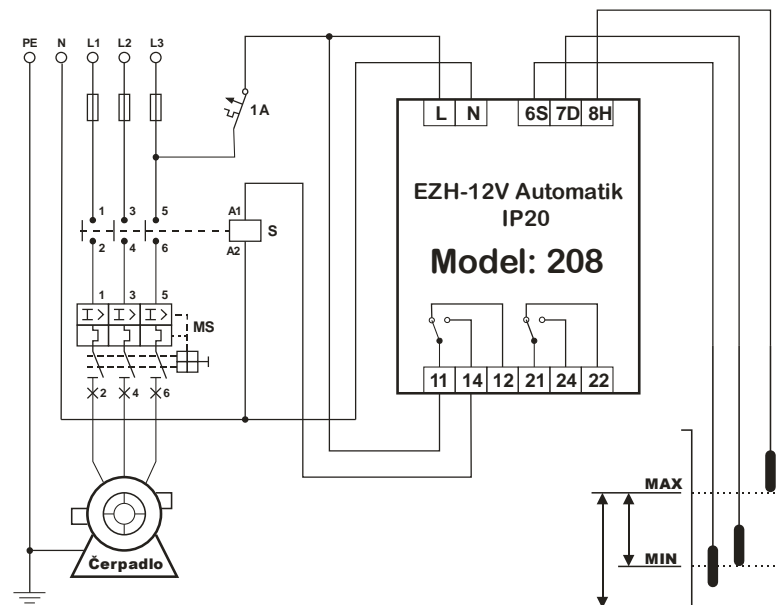 PE N L1 L2 L3
1A
L N 6S 7D 8H
EZH-12V Automatik
IP20
Model: 208
1 3 5
A1
S
A2
2 4 6
1 3 5
I> I> I>
MS
2 4 6
11 14 12 21 24 22
MAX
MIN
Čerpadlo